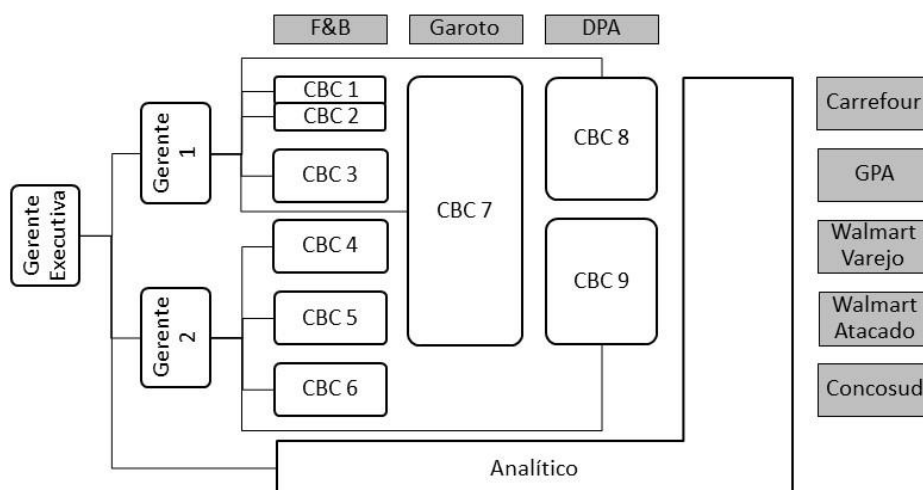 F&B
Garoto
DPA
CBC 1
CBC 2
CBC 3
CBC 4
CBC 5
CBC 6
CBC 7
CBC 8
CBC 9
Gerente
Executiva
Gerente
1
Gerente
2
Analítico
Carrefour
GPA
Walmart
Varejo
Walmart
Atacado
Concosud